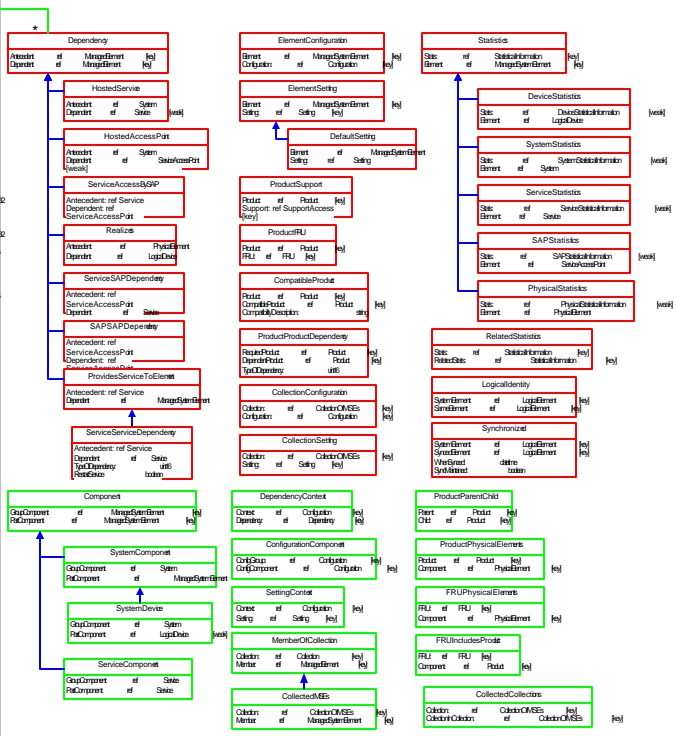 *
Dependency
Antecedent: ref ManagedElement [key]
Dependent: ref ManagedElement [key]
HostedService
Antecedent: ref System
Dependent: ref Service [weak]
HostedAccessPoint
Antecedent: ref System
Dependent: ref ServiceAccessPoint
[weak]
ServiceAccessBySAP
Antecedent: ref Service
Dependent: ref
ServiceAccessPoint
Realizes
Antecedent: ref PhysicalElement
Dependent: ref LogicalDevice
ServiceSAPDependency
Antecedent: ref
ServiceAccessPoint
Dependent: ref Service
SAPSAPDependency
Antecedent: ref
ServiceAccessPoint
Dependent: ref
ServiceAccessPoint
ProvidesServiceToElement
Antecedent: ref Service
Dependent: ref ManagedSystemElement
ServiceServiceDependency
Antecedent: ref Service
Dependent: ref Service
TypeOfDependency: uint16
RestartService: boolean
Component
GroupComponent: ref ManagedSystemElement [key]
PartComponent: ref ManagedSystemElement [key]
SystemComponent
GroupComponent: ref System
PartComponent: ref ManagedSystemElement
SystemDevice
GroupComponent: ref System
PartComponent: ref LogicalDevice [weak]
ServiceComponent
GroupComponent: ref Service
PartComponent: ref Service
ElementConfiguration
Element: ref ManagedSystemElement [key]
Configuration: ref Configuration [key]
ElementSetting
Element: ref ManagedSystemElement [key]
Setting: ref Setting [key]
DefaultSetting
Element: ref ManagedSystemElement
Setting: ref Setting
ProductSupport
Product: ref Product [key]
Support: ref SupportAccess
[key]
ProductFRU
Product: ref Product [key]
FRU: ref FRU [key]
CompatibleProduct
Product: ref Product [key]
CompatibleProduct: ref Product [key]
CompatibilityDescription: string
ProductProductDependency
RequiredProduct: ref Product [key]
DependentProduct: ref Product [key]
TypeOfDependency: uint16
CollectionConfiguration
Collection: ref CollectionOfMSEs [key]
Configuration: ref Configuration [key]
CollectionSetting
Collection: ref CollectionOfMSEs [key]
Setting: ref Setting [key]
DependencyContext
Context: ref Configuration [key]
Dependency: ref Dependency [key]
ConfigurationComponent
ConfigGroup: ref Configuration [key]
ConfigComponent: ref Configuration [key]
SettingContext
Context: ref Configuration [key]
Setting: ref Setting [key]
MemberOfCollection
Collection: ref Collection [key]
Member: ref ManagedElement [key]
CollectedMSEs
Collection: ref CollectionOfMSEs [key]
Member: ref ManagedSystemElement [key]
Statistics
Stats: ref StatisticalInformation [key]
Element: ref ManagedSystemElement [key]
DeviceStatistics
Stats: ref DeviceStatisticalInformation [weak]
Element: ref LogicalDevice
SystemStatistics
Stats: ref SystemStatisticalInformation [weak]
Element: ref System
ServiceStatistics
Stats: ref ServiceStatisticalInformation [weak]
Element: ref Service
SAPStatistics
Stats: ref SAPStatisticalInformation [weak]
Element: ref ServiceAccessPoint
PhysicalStatistics
Stats: ref PhysicalStatisticalInformation [weak]
Element: ref PhysicalElement
RelatedStatistics
Stats: ref StatisticalInformation [key]
RelatedStats: ref StatisticalInformation [key]
LogicalIdentity
SystemElement: ref LogicalElement [key]
SameElement: ref LogicalElement [key]
Synchronized
SystemElement: ref LogicalElement [key]
SyncedElement: ref LogicalElement [key]
WhenSynced: datetime
SyncMaintained: boolean
ProductParentChild
Parent: ref Product [key]
Child: ref Product [key]
ProductPhysicalElements
Product: ref Product [key]
Component: ref PhysicalElement [key]
FRUPhysicalElements
FRU: ref FRU [key]
Component: ref PhysicalElement [key]
FRUIncludesProduct
FRU: ref FRU [key]
Component: ref Product [key]
CollectedCollections
Collection: ref CollectionOfMSEs [key]
CollectionInCollection: ref CollectionOfMSEs [key]